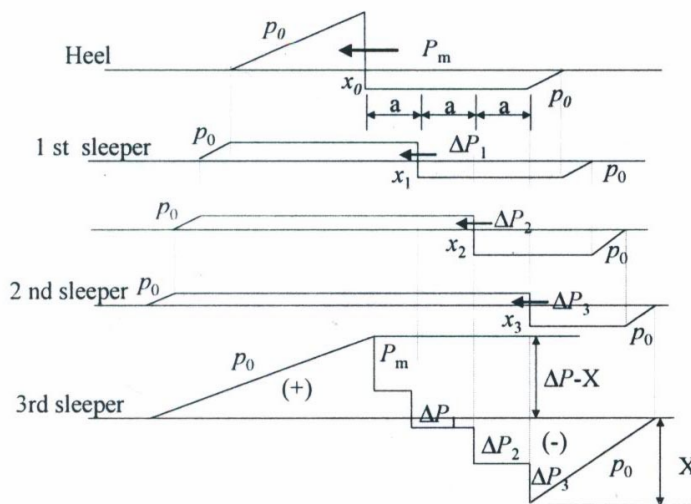 p₀
Heel
Pₘ
x₀
p₀
a a a
p₀
1 st sleeper
ΔP₁
x₁
p₀
p₀
ΔP₂
x₂
p₀
2 nd sleeper
p₀
ΔP₃
x₃
p₀
p₀
Pₘ
(+)
ΔP-X
3rd sleeper
ΔP
ΔP₂
(-)
ΔP₃
p₀
X